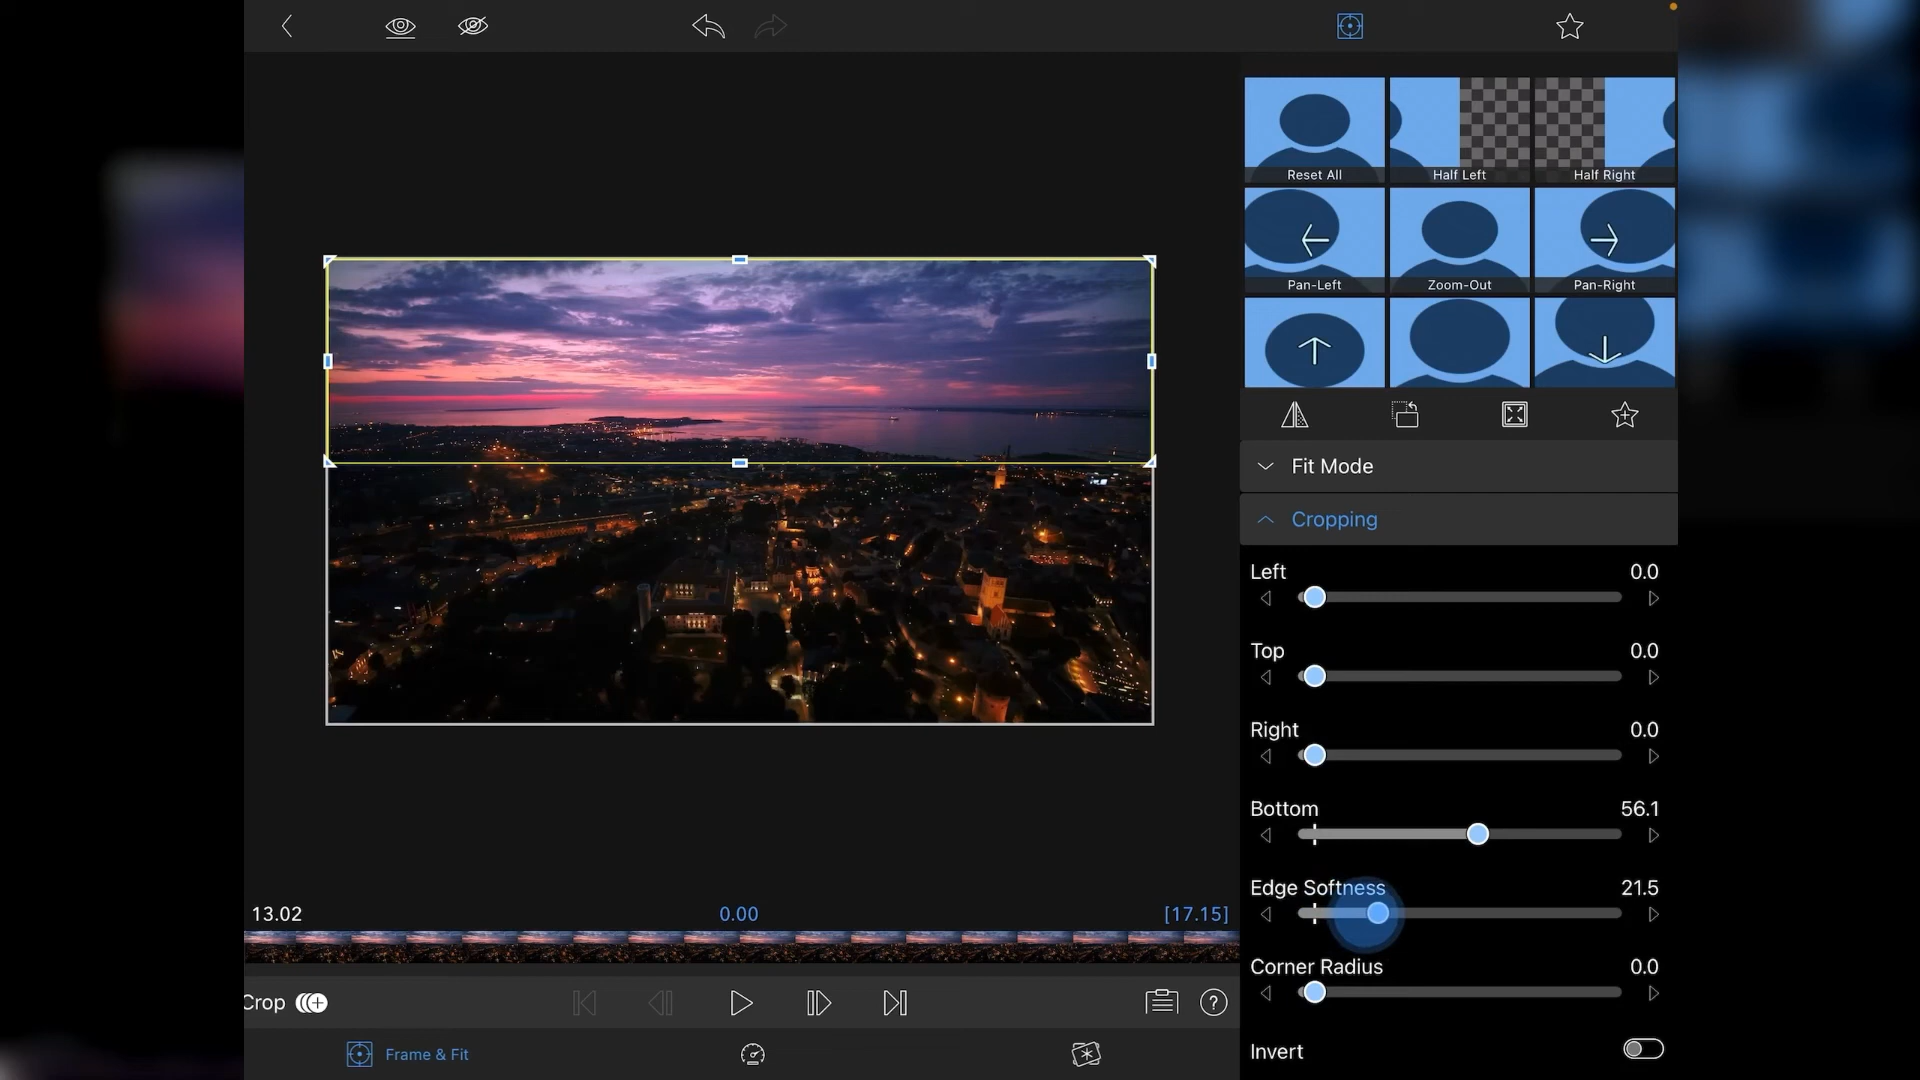 Reset All
Half Left
Half Right
Pan-Left
Zoom-Out
Pan-Right
Fit Mode
Cropping
Left 0.0
Top 0.0
Right 0.0
Bottom 56.1
Edge Softness 21.5
Corner Radius 0.0
Invert
13.02 0.00 [17.15]
Crop
?
Frame & Fit